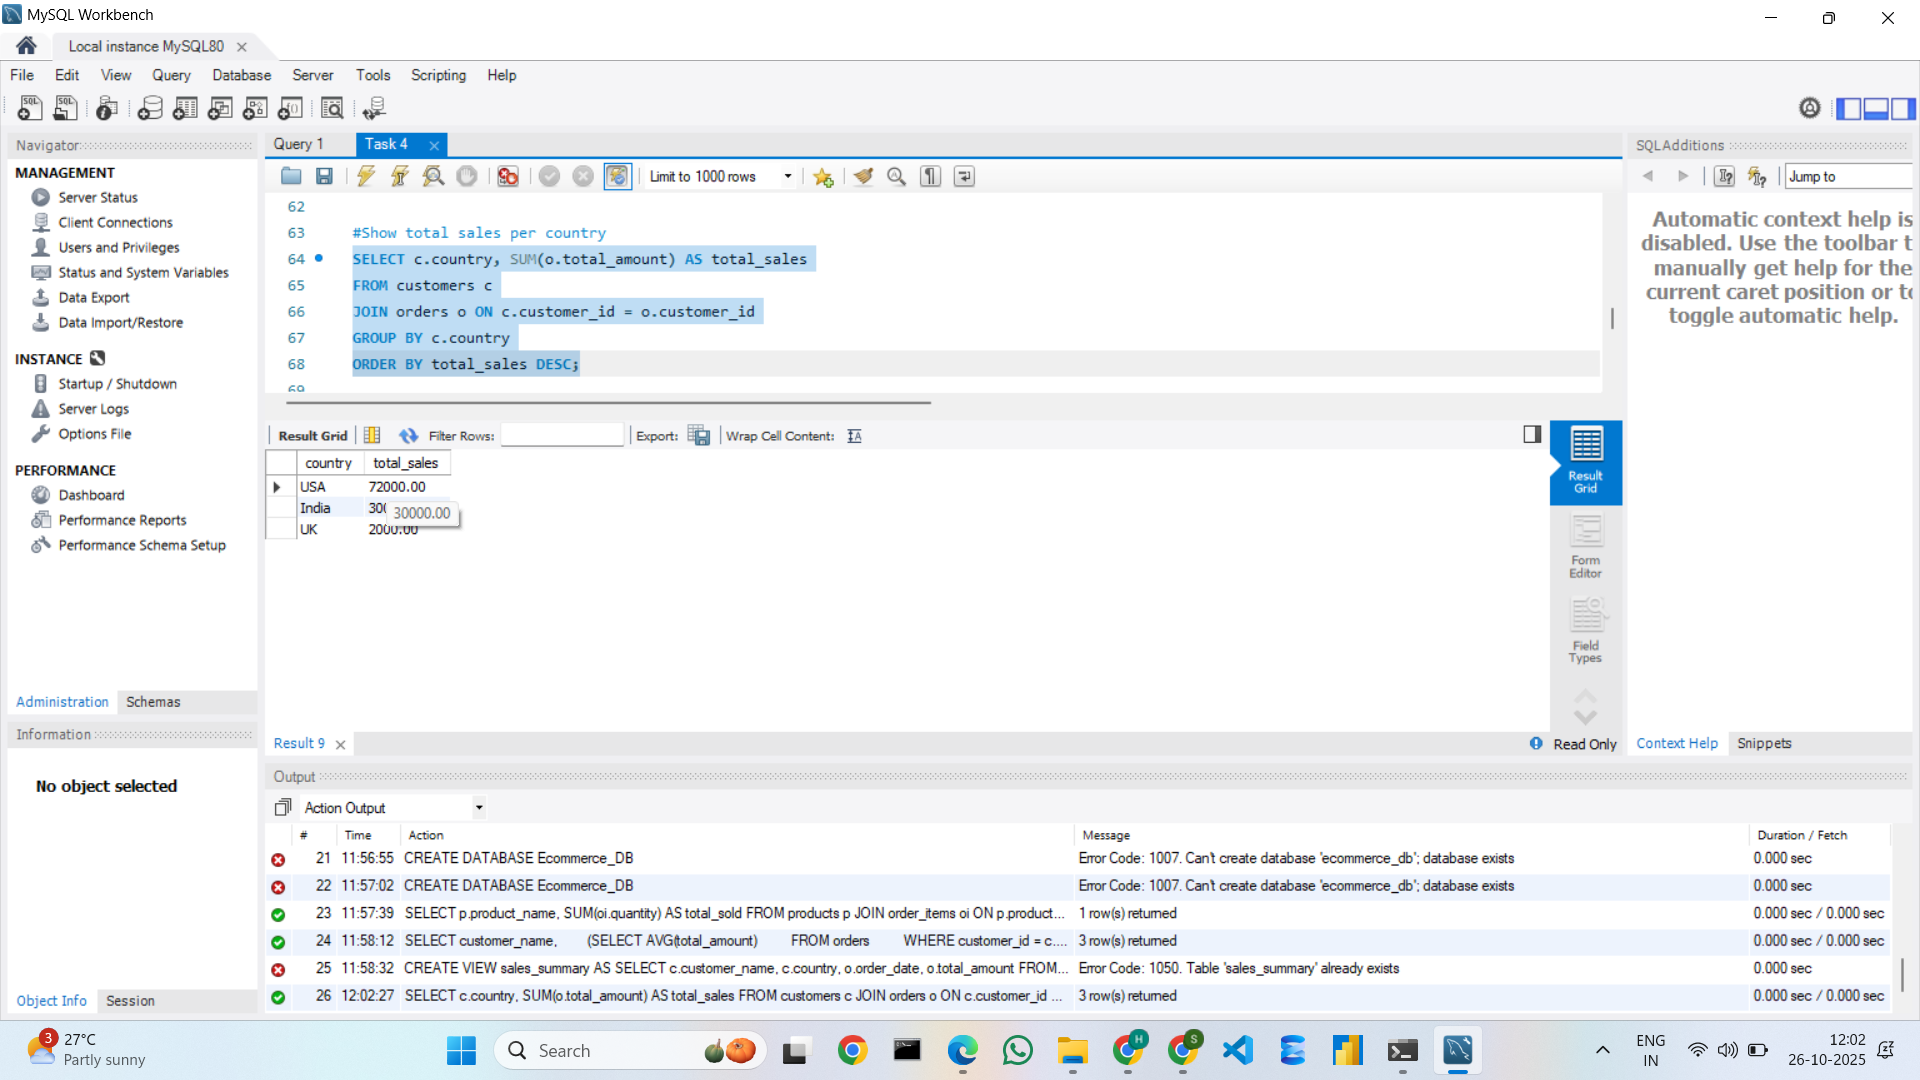 MySQL Workbench
Local instance MySQL80
File Edit View Query Database Server Tools Scripting Help
Navigator
MANAGEMENT
Server Status
Client Connections
Users and Privileges
Status and System Variables
Data Export
Data Import/Restore
INSTANCE
Startup / Shutdown
Server Logs
Options File
PERFORMANCE
Dashboard
Performance Reports
Performance Schema Setup
Administration Schemas
Information
No object selected
Object Info Session
Query 1 Task 4
Limit to 1000 rows
62
63 #Show total sales per country
64 SELECT c.country, SUM(o.total_amount) AS total_sales
65 FROM customers c
66 JOIN orders o ON c.customer_id = o.customer_id
67 GROUP BY c.country
68 ORDER BY total_sales DESC;
69
Result Grid Filter Rows: Export: Wrap Cell Content:
country total_sales
USA 72000.00
India 300
30000.00
UK 2000.00
Result Grid
Form Editor
Field Types
Result 9 Read Only
SQLAdditions
Jump to
Automatic context help is
disabled. Use the toolbar t
manually get help for the
current caret position or to
toggle automatic help.
Context Help Snippets
Output
Action Output
# Time Action Message Duration / Fetch
21 11:56:55 CREATE DATABASE Ecommerce_DB Error Code: 1007. Can't create database 'ecommerce_db'; database exists 0.000 sec
22 11:57:02 CREATE DATABASE Ecommerce_DB Error Code: 1007. Can't create database 'ecommerce_db'; database exists 0.000 sec
23 11:57:39 SELECT p.product_name, SUM(oi.quantity) AS total_sold FROM products p JOIN order_items oi ON p.product... 1 row(s) returned 0.000 sec / 0.000 sec
24 11:58:12 SELECT customer_name, (SELECT AVG(total_amount) FROM orders WHERE customer_id = c.... 3 row(s) returned 0.000 sec / 0.000 sec
25 11:58:32 CREATE VIEW sales_summary AS SELECT c.customer_name, c.country, o.order_date, o.total_amount FROM... Error Code: 1050. Table 'sales_summary' already exists 0.000 sec
26 12:02:27 SELECT c.country, SUM(o.total_amount) AS total_sales FROM customers c JOIN orders o ON c.customer_id ... 3 row(s) returned 0.000 sec / 0.000 sec
3
27°C
Partly sunny
Search
H
S
ENG
IN
12:02
26-10-2025